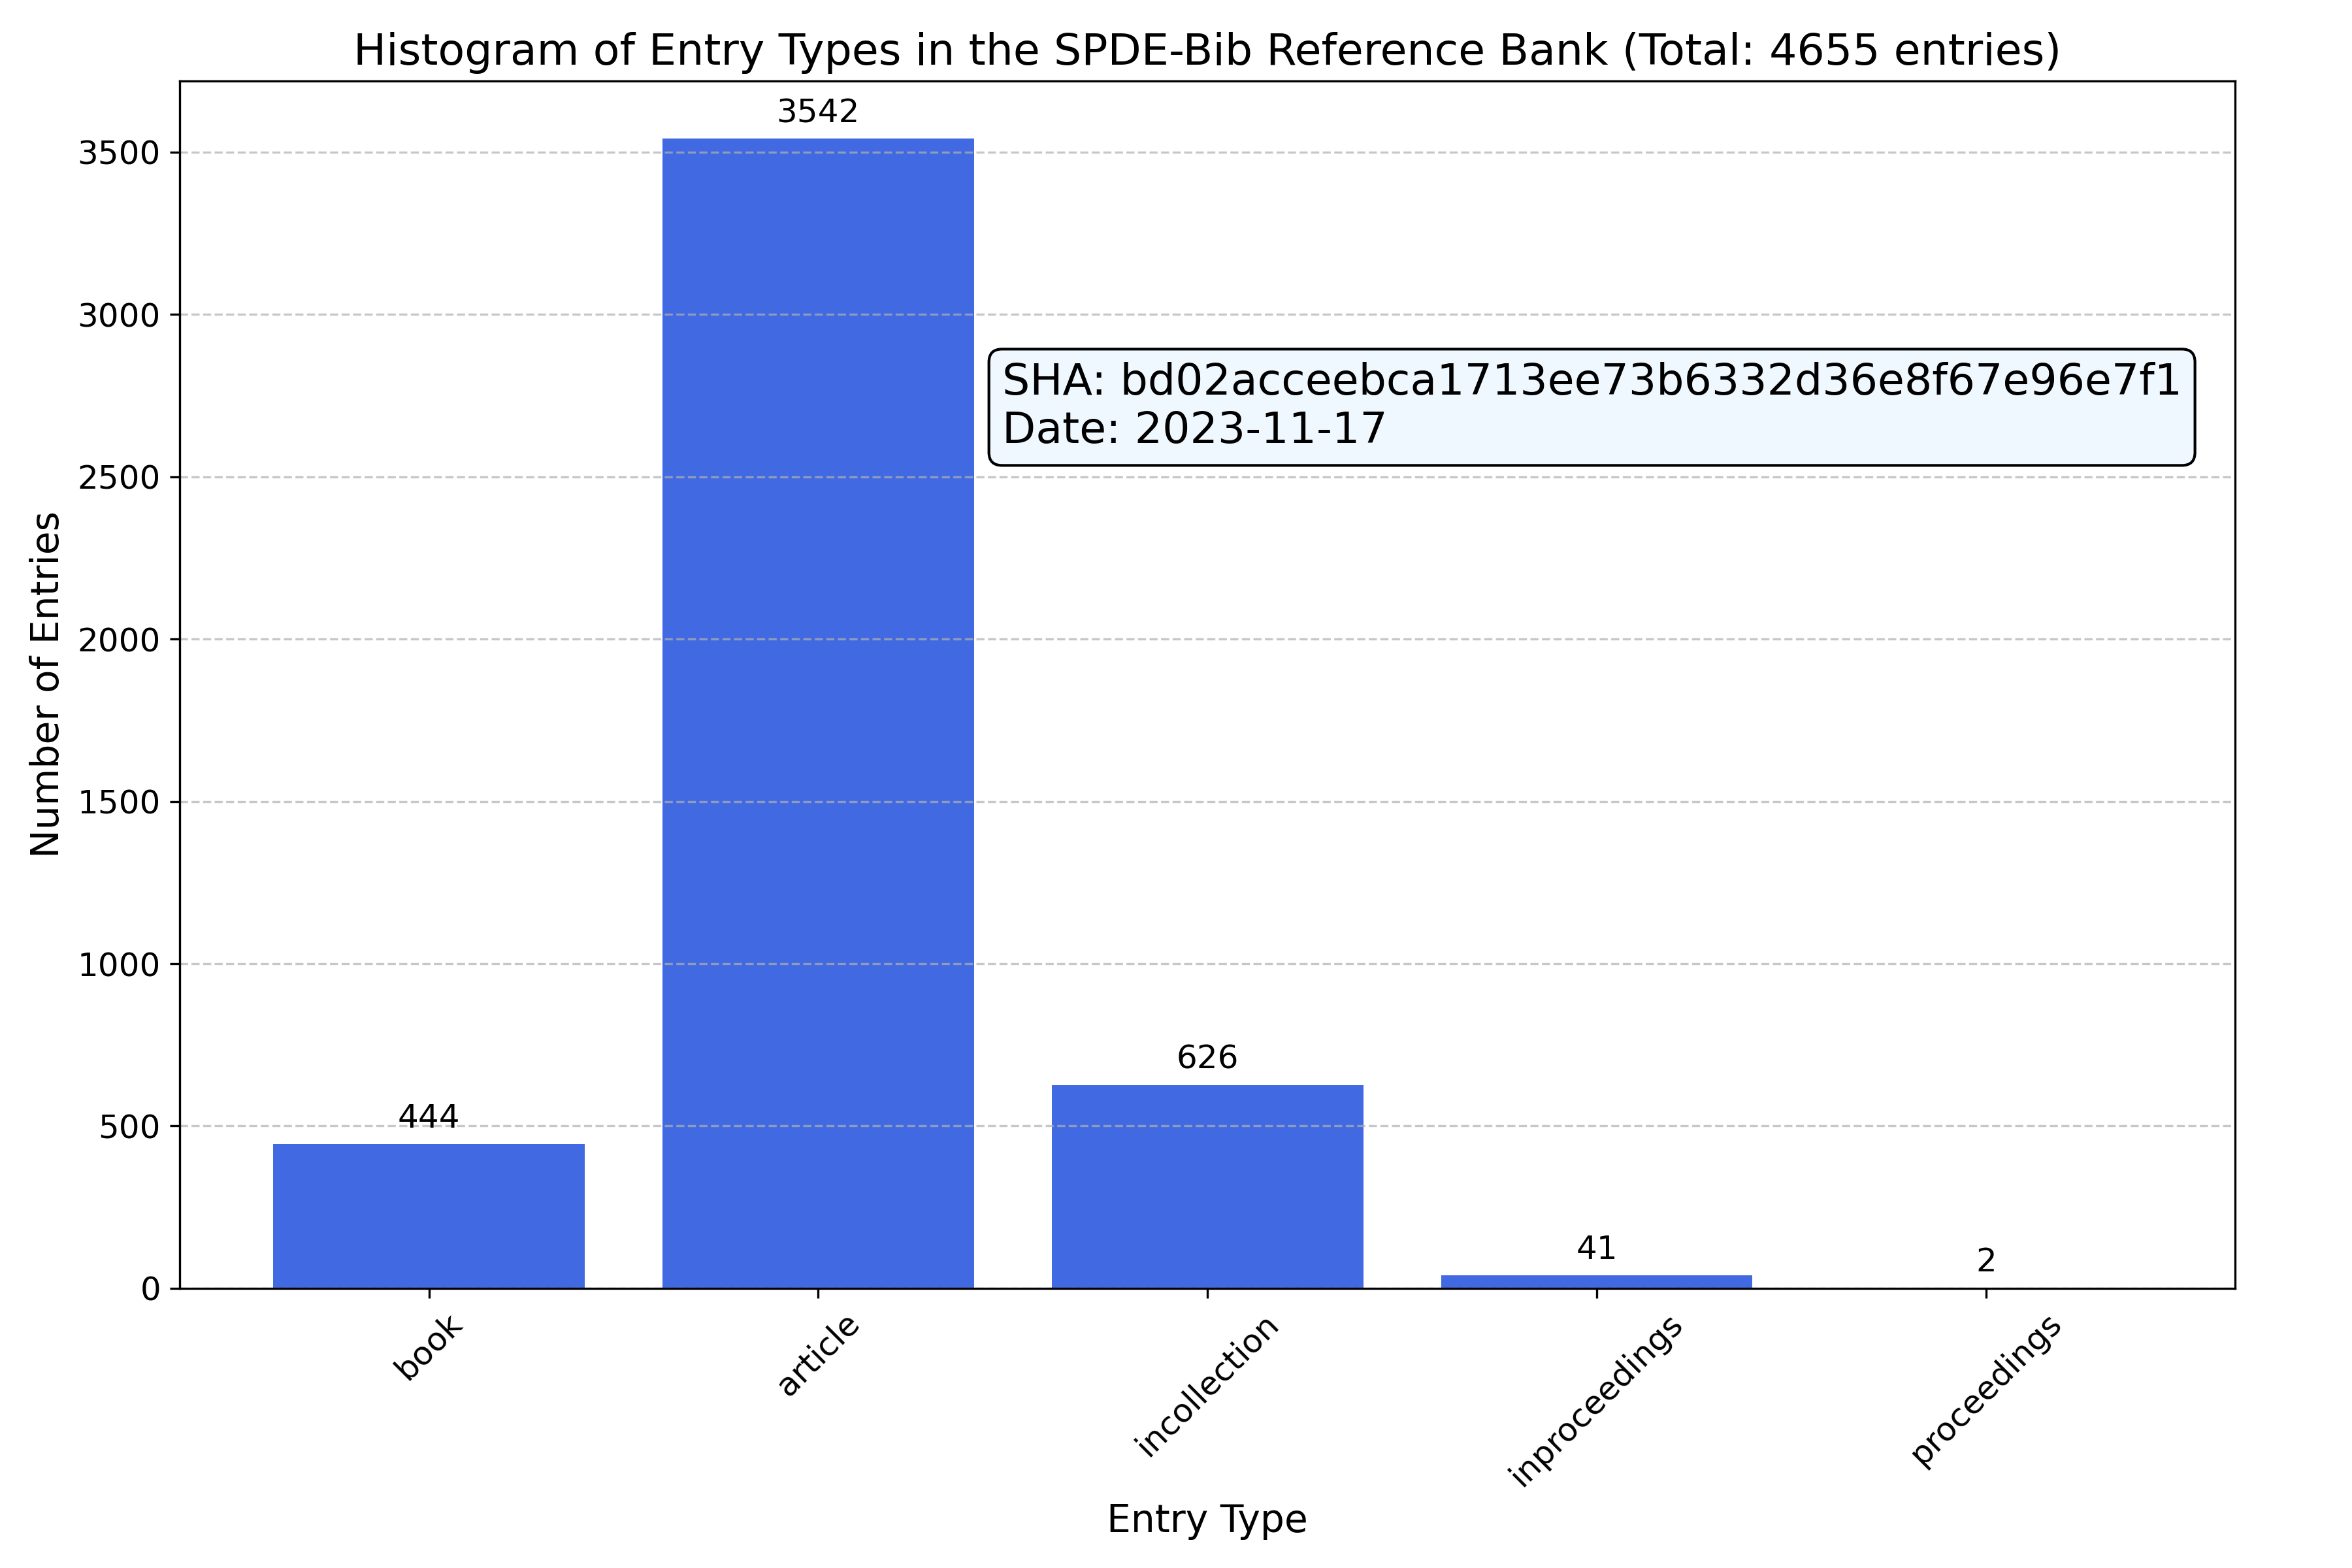 Histogram of Entry Types in the SPDE-Bib Reference Bank (Total: 4655 entries)
Number of Entries
3500
3000
2500
2000
1500
1000
500
0
3542
SHA: bd02acceebca1713ee73b6332d36e8f67e96e7f1
Date: 2023-11-17
444
626
41
2
book
article
incollection
inproceedings
proceedings
Entry Type